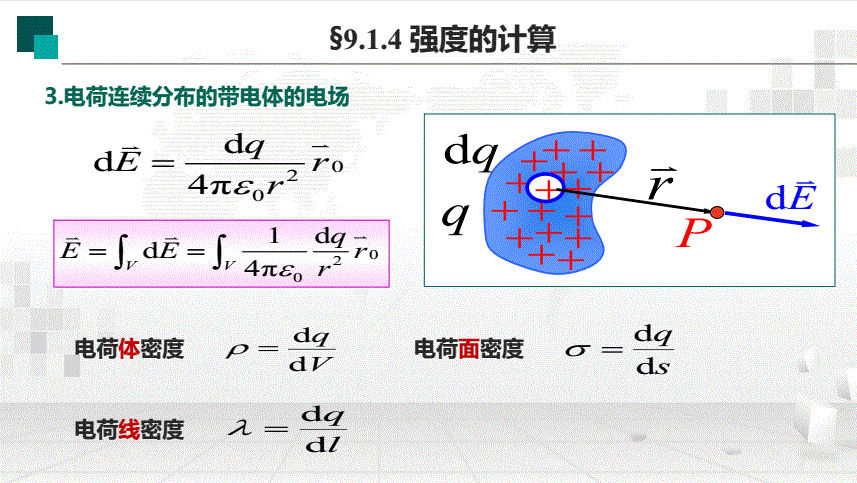 §9.1.4 强度的计算
3.电荷连续分布的带电体的电场
$\mathrm{d}\vec{E} = \frac{\mathrm{d}q}{4\pi\varepsilon_0 r^2}\vec{r}_0$
$\vec{E} = \int_V \mathrm{d}\vec{E} = \int_V \frac{1}{4\pi\varepsilon_0}\frac{\mathrm{d}q}{r^2}\vec{r}_0$
dq
q
$\vec{r}$
P
$\mathrm{d}\vec{E}$
电荷体密度 $\rho = \frac{\mathrm{d}q}{\mathrm{d}V}$
电荷面密度 $\sigma = \frac{\mathrm{d}q}{\mathrm{d}s}$
电荷线密度 $\lambda = \frac{\mathrm{d}q}{\mathrm{d}l}$